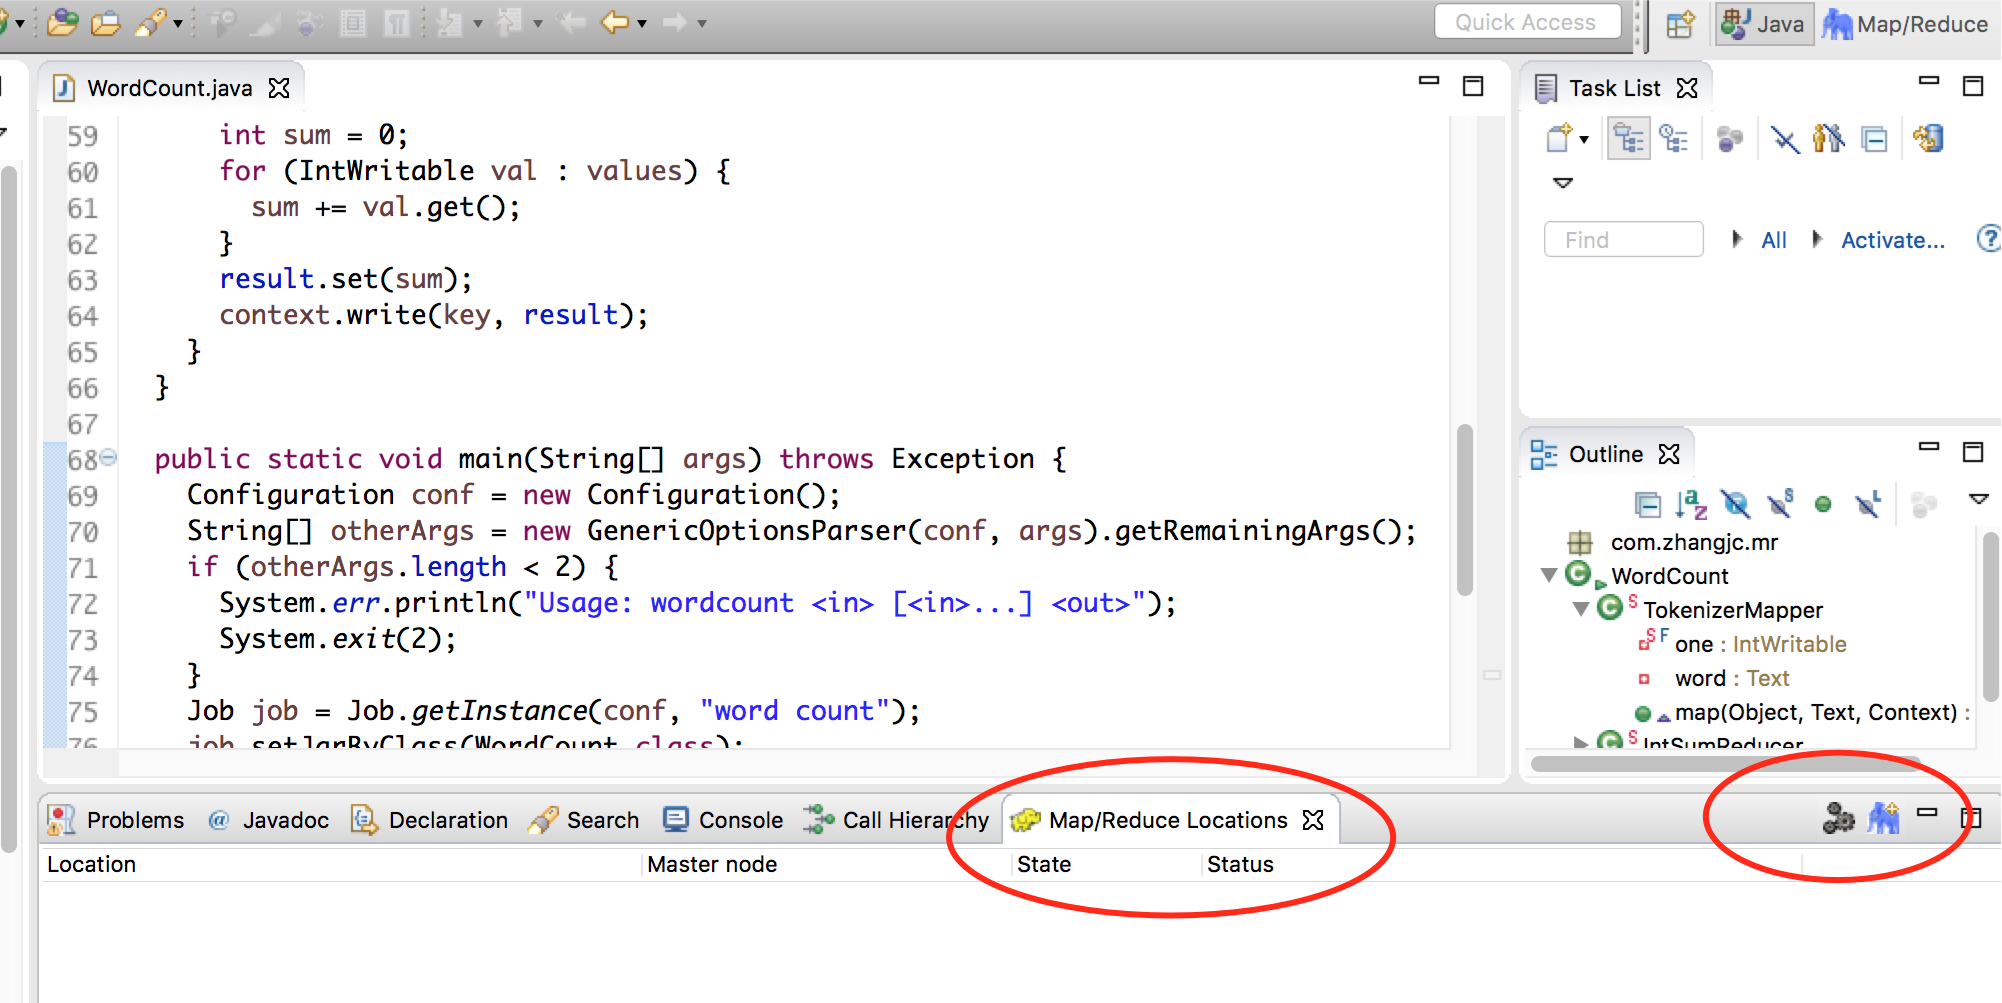 Quick Access
Java
Map/Reduce
WordCount.java
59 int sum = 0;
60 for (IntWritable val : values) {
61 sum += val.get();
62 }
63 result.set(sum);
64 context.write(key, result);
65 }
66 }
67
68 public static void main(String[] args) throws Exception {
69 Configuration conf = new Configuration();
70 String[] otherArgs = new GenericOptionsParser(conf, args).getRemainingArgs();
71 if (otherArgs.length < 2) {
72 System.err.println("Usage: wordcount <in> [<in>...] <out>");
73 System.exit(2);
74 }
75 Job job = Job.getInstance(conf, "word count");
76 job.setJarByClass(WordCount.class);
Task List
Find
All
Activate...
Outline
com.zhangjc.mr
WordCount
TokenizerMapper
one : IntWritable
word : Text
map(Object, Text, Context) :
IntSumReducer
Problems
Javadoc
Declaration
Search
Console
Call Hierarchy
Map/Reduce Locations
Location
Master node
State
Status